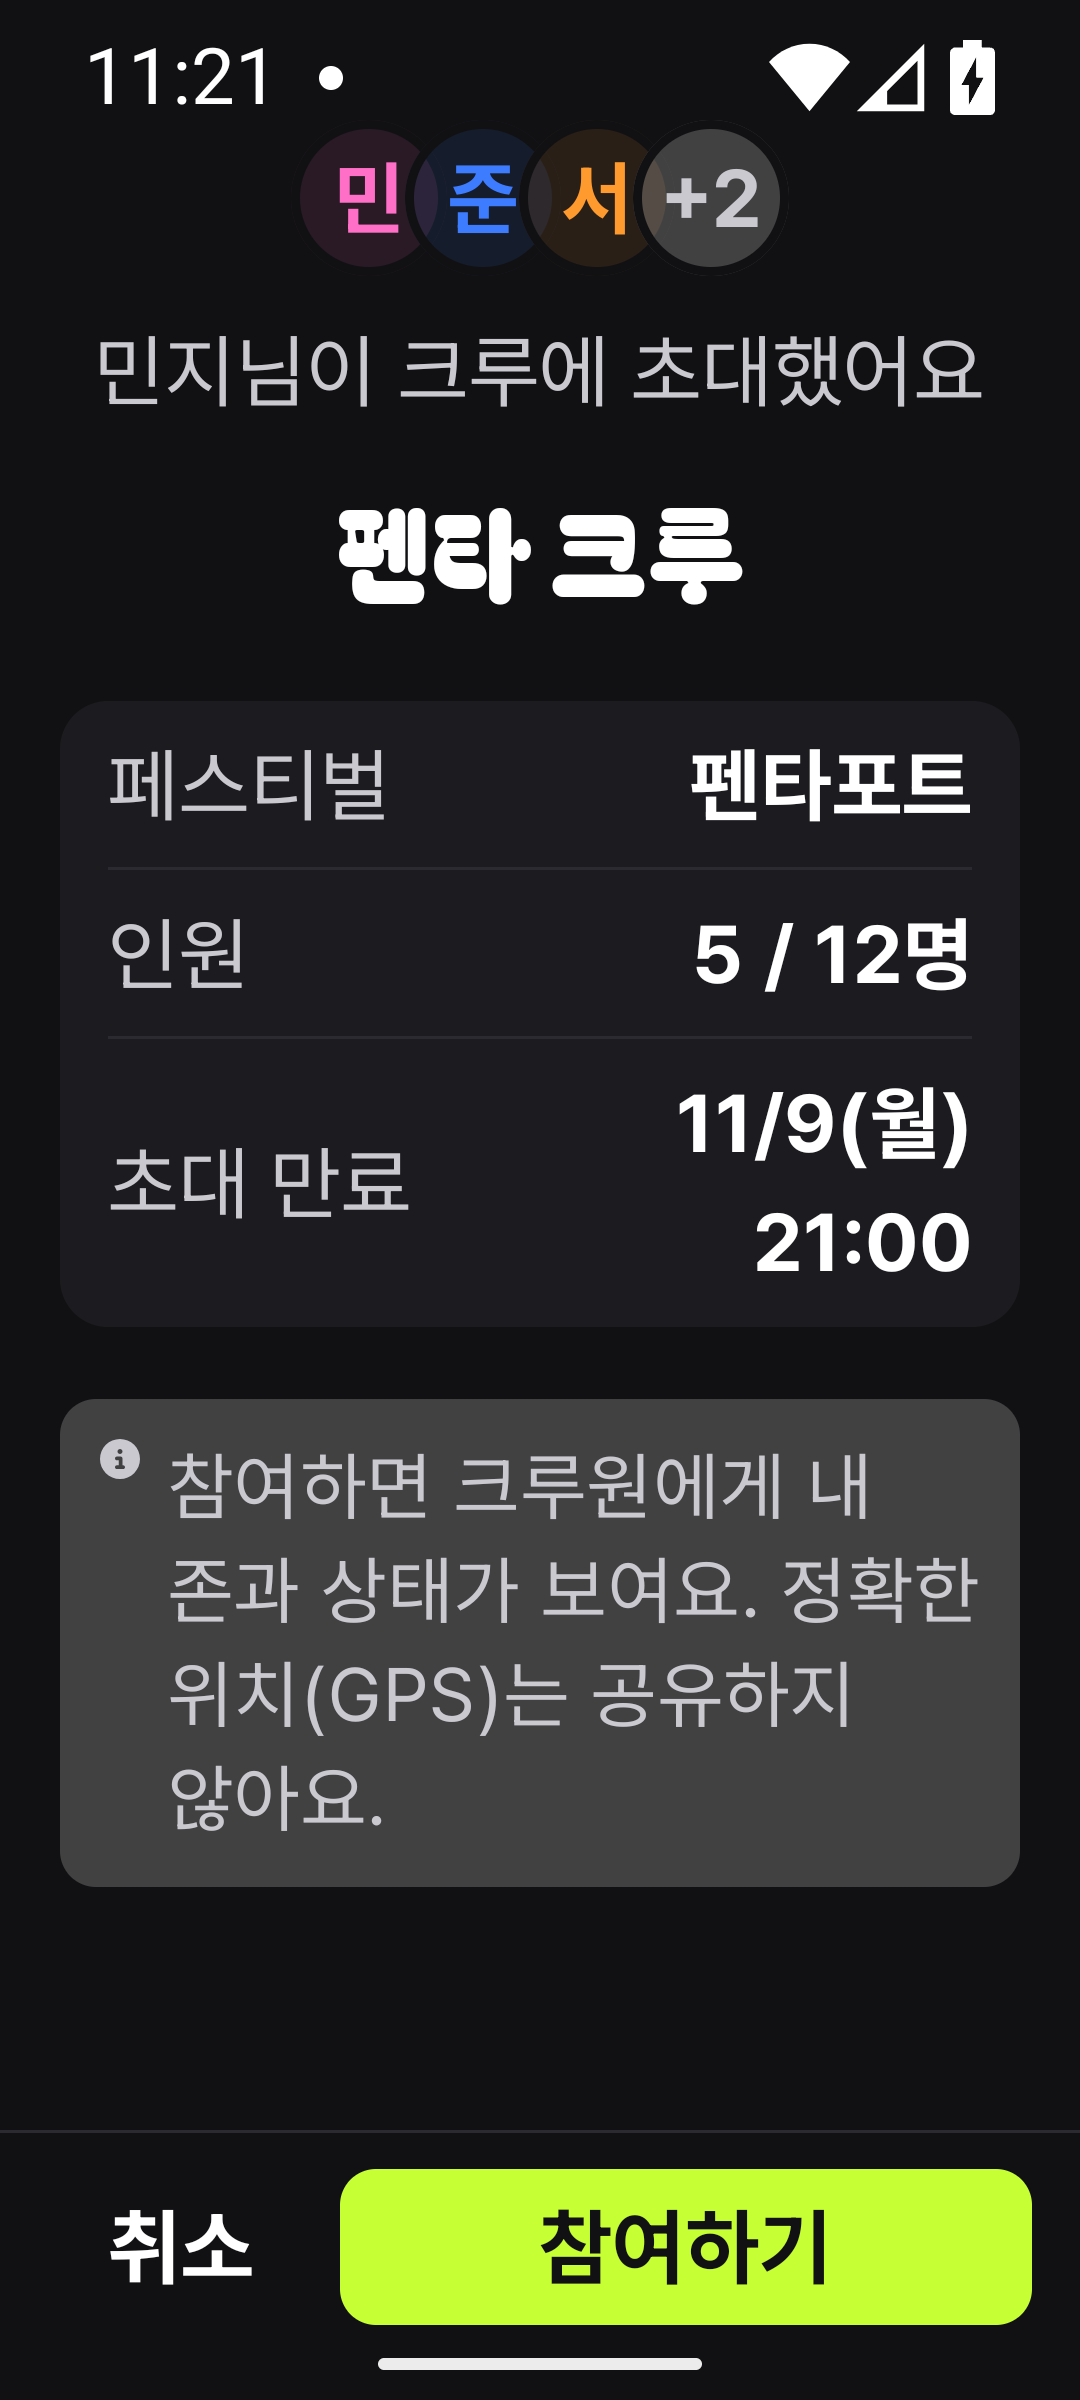 11:21
민 준 서 +2
민지님이 크루에 초대했어요
펜타 크루
페스티벌 펜타포트
인원 5 / 12명
초대 만료 11/9(월)
21:00
참여하면 크루원에게 내
존과 상태가 보여요. 정확한
위치(GPS)는 공유하지
않아요.
취소 참여하기